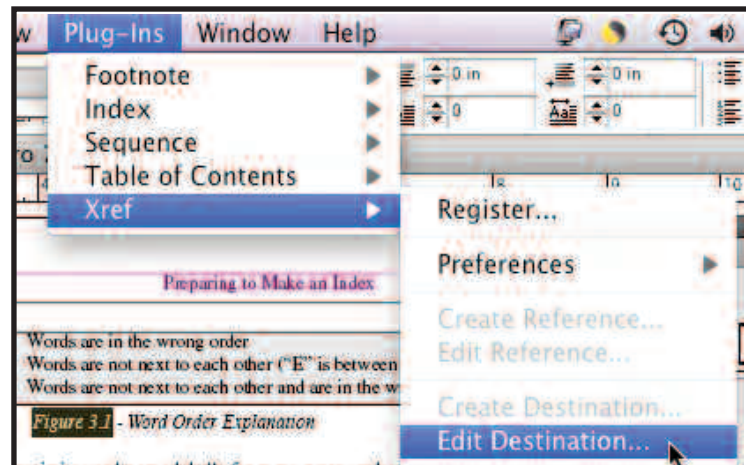 Plug-Ins Window Help
Footnote
Index
Sequence
Table of Contents
Xref
0 in 0 in
0 0
Register...
Preferences
Create Reference...
Edit Reference...
Create Destination...
Edit Destination...
Preparing to Make an Index
Words are in the wrong order
Words are not next to each other ("E" is between
Words are not next to each other and are in the w
Figure 3.1 - Word Order Explanation